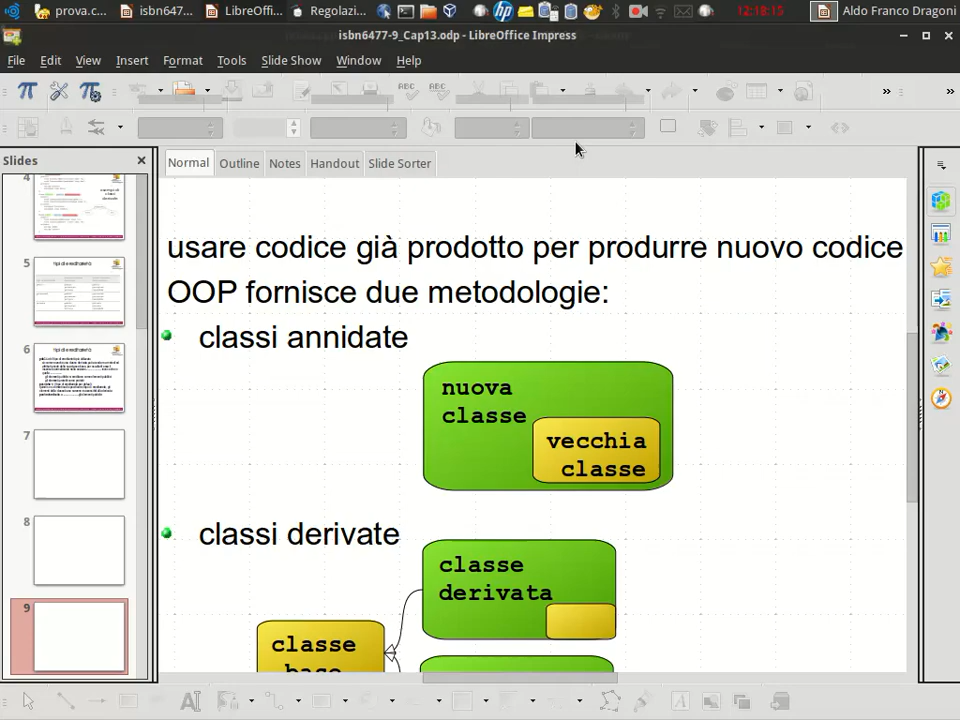 prova.c...
isbn647...
LibreOffi...
Regolazi...
12:18:15
Aldo Franco Dragoni
isbn6477-9_Cap13.odp - LibreOffice Impress
File Edit View Insert Format Tools Slide Show Window Help
ABC ABC
Slides
Normal Outline Notes Handout Slide Sorter
4
5
6
7
8
9
usare codice già prodotto per produrre nuovo codice
OOP fornisce due metodologie:
classi annidate
nuova
classe
vecchia
classe
classi derivate
classe
derivata
classe
base